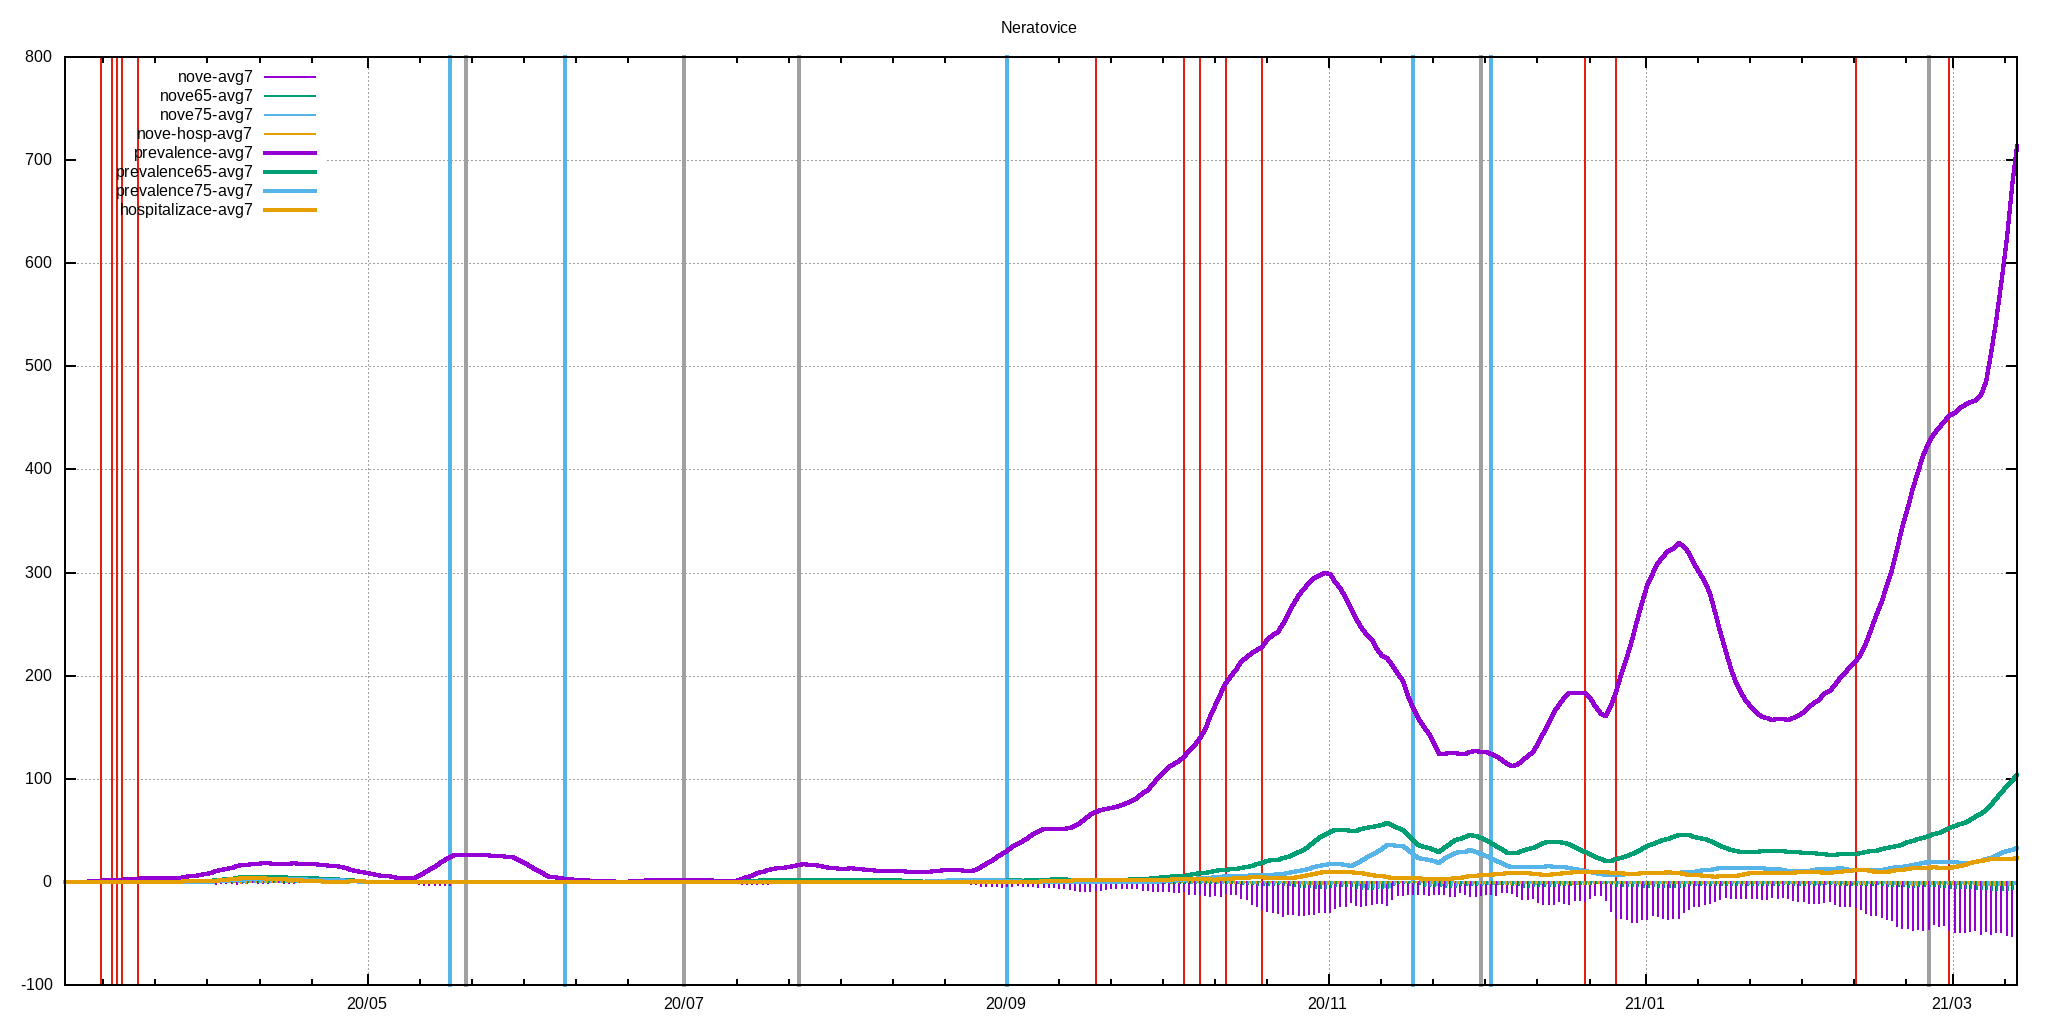 Neratovice
800
700
600
500
400
300
200
100
0
-100
nove-avg7
nove65-avg7
nove75-avg7
nove-hosp-avg7
prevalence-avg7
prevalence65-avg7
prevalence75-avg7
hospitalizace-avg7
20/05
20/07
20/09
20/11
21/01
21/03